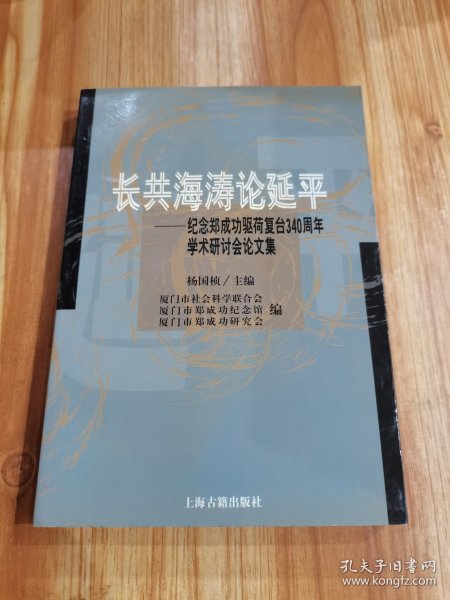 长共海涛论延平
——纪念郑成功驱荷复台340周年
学术研讨会论文集
杨国桢／主编
厦门市社会科学联合会
厦门市郑成功纪念馆 编
厦门市郑成功研究会
上海古籍出版社
孔夫子旧书网
www.kongfz.com